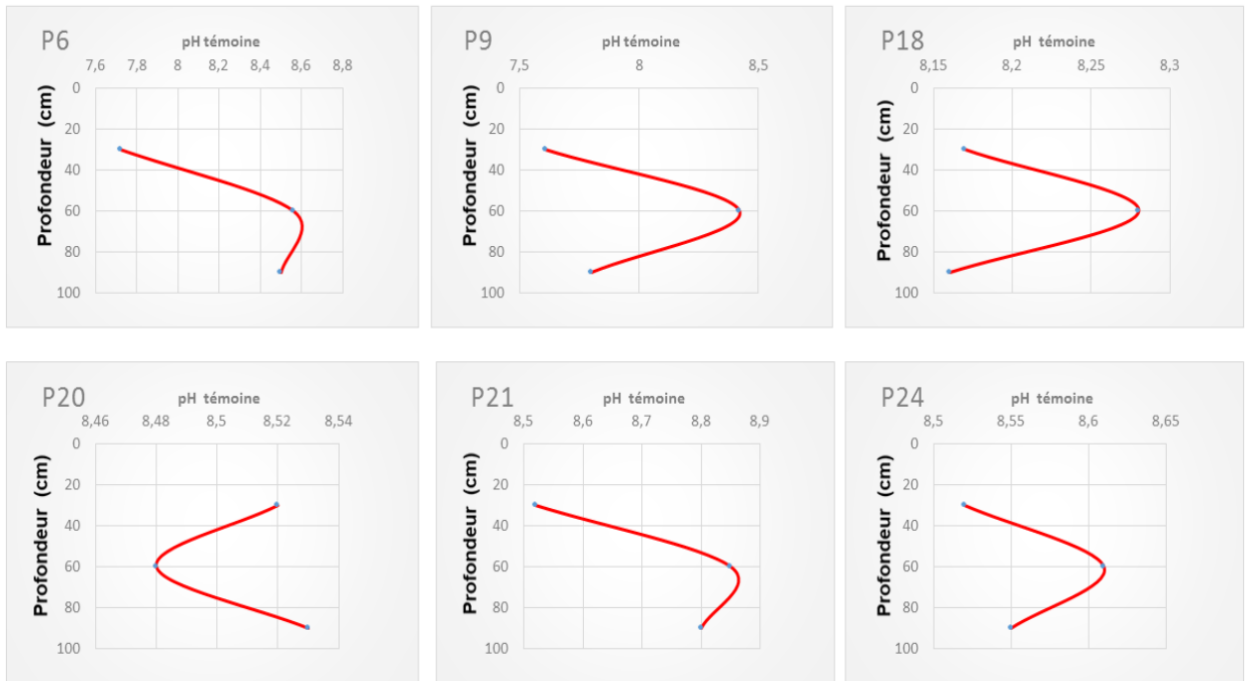 P6
pH témoine
7,6 7,8 8 8,2 8,4 8,6 8,8
Profondeur (cm)
0
20
40
60
80
100
P9
pH témoine
7,5 8 8,5
Profondeur (cm)
0
20
40
60
80
100
P18
pH témoine
8,15 8,2 8,25 8,3
Profondeur (cm)
0
20
40
60
80
100
P20
pH témoine
8,46 8,48 8,5 8,52 8,54
Profondeur (cm)
0
20
40
60
80
100
P21
pH témoine
8,5 8,6 8,7 8,8 8,9
Profondeur (cm)
0
20
40
60
80
100
P24
pH témoine
8,5 8,55 8,6 8,65
Profondeur (cm)
0
20
40
60
80
100